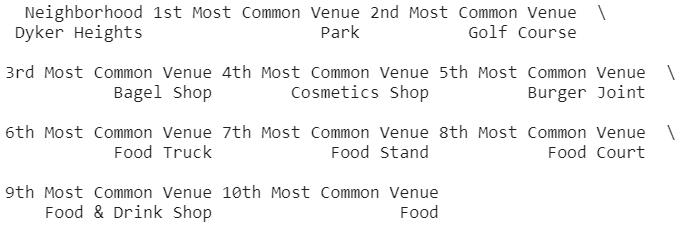 Neighborhood 1st Most Common Venue 2nd Most Common Venue \
Dyker Heights Park Golf Course
3rd Most Common Venue 4th Most Common Venue 5th Most Common Venue \
Bagel Shop Cosmetics Shop Burger Joint
6th Most Common Venue 7th Most Common Venue 8th Most Common Venue \
Food Truck Food Stand Food Court
9th Most Common Venue 10th Most Common Venue
Food & Drink Shop Food